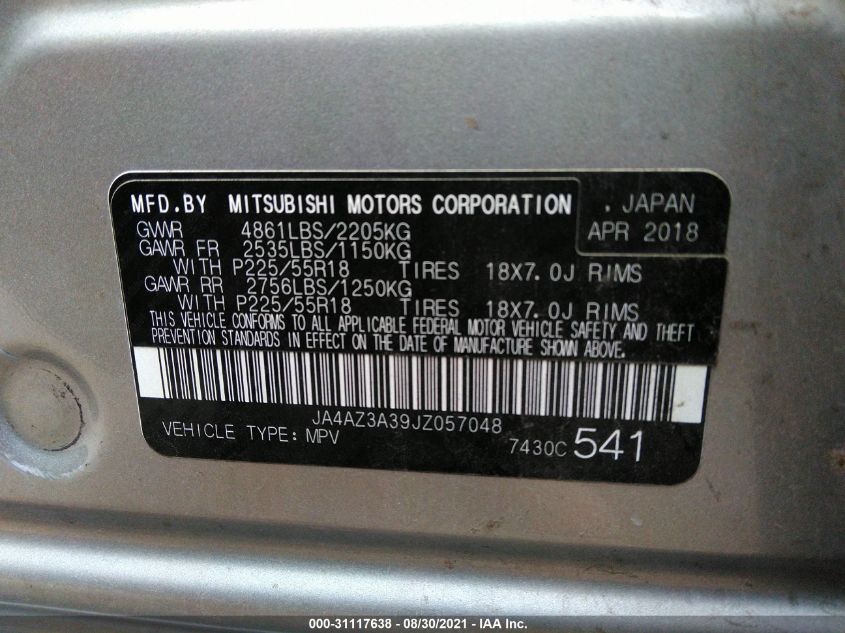 MFD.BY MITSUBISHI MOTORS CORPORATION . JAPAN
GVWR 4861LBS/2205KG APR 2018
GAWR FR 2535LBS/1150KG
WITH P225/55R18 TIRES 18X7.0J RIMS
GAWR RR 2756LBS/1250KG
WITH P225/55R18 TIRES 18X7.0J RIMS
THIS VEHICLE CONFORMS TO ALL APPLICABLE FEDERAL MOTOR VEHICLE SAFETY AND THEFT
PREVENTION STANDARDS IN EFFECT ON THE DATE OF MANUFACTURE SHOWN ABOVE.
JA4AZ3A39JZ057048
VEHICLE TYPE: MPV 7430C 541
000-31117638 - 08/30/2021 - IAA Inc.